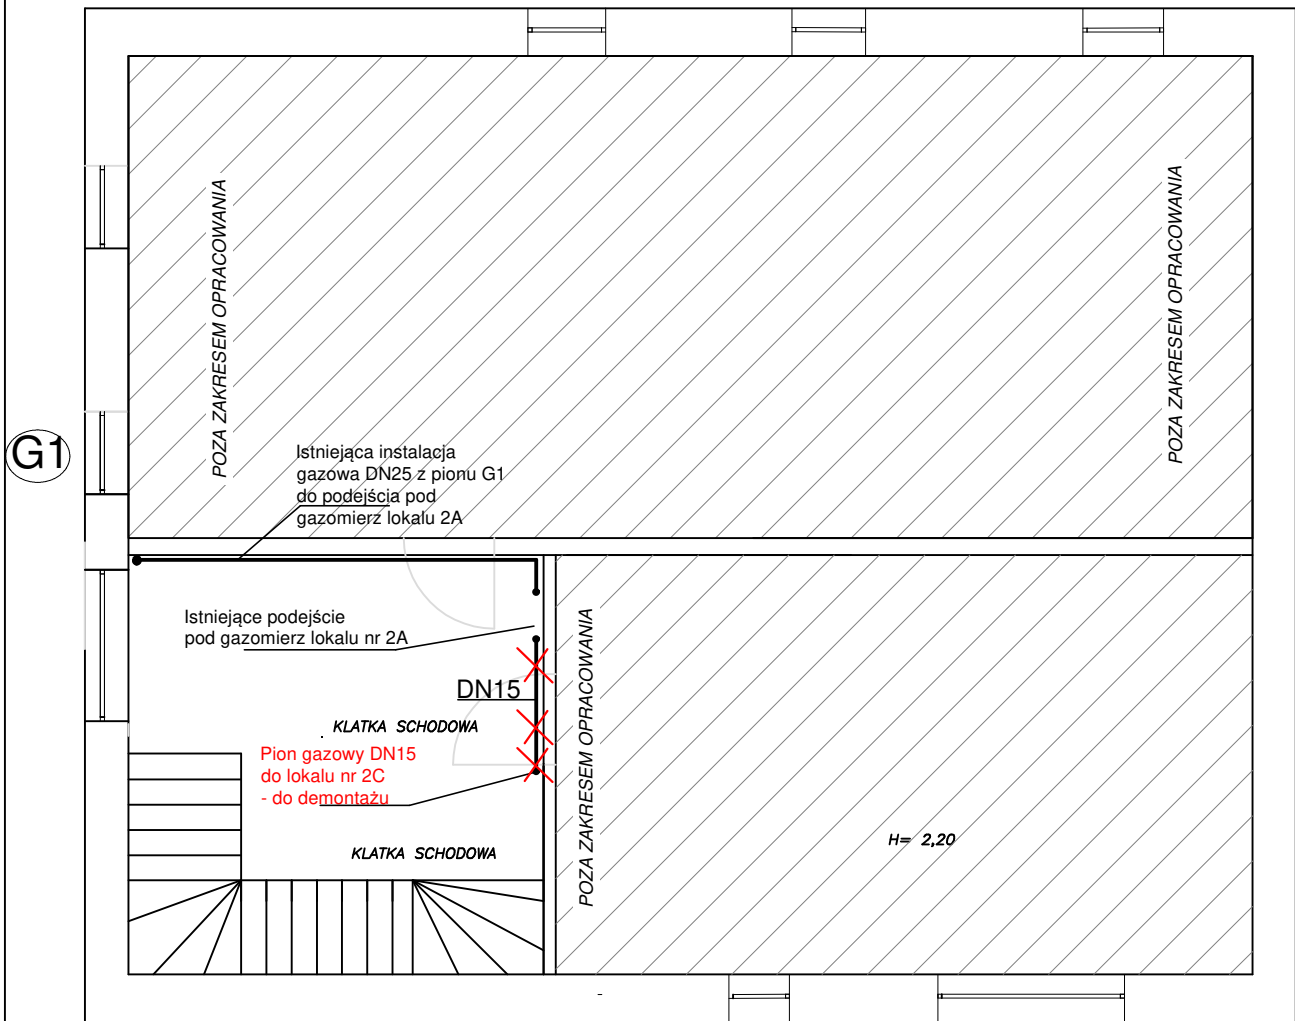 POZA ZAKRESEM OPRACOWANIA
POZA ZAKRESEM OPRACOWANIA
G1
Istniejąca instalacja
gazowa DN25 z pionu G1
do podejścia pod
gazomierz lokalu 2A
Istniejące podejście
pod gazomierz lokalu nr 2A
DN15
KLATKA SCHODOWA
Pion gazowy DN15
do lokalu nr 2C
- do demontażu
KLATKA SCHODOWA
POZA ZAKRESEM OPRACOWANIA
H= 2,20